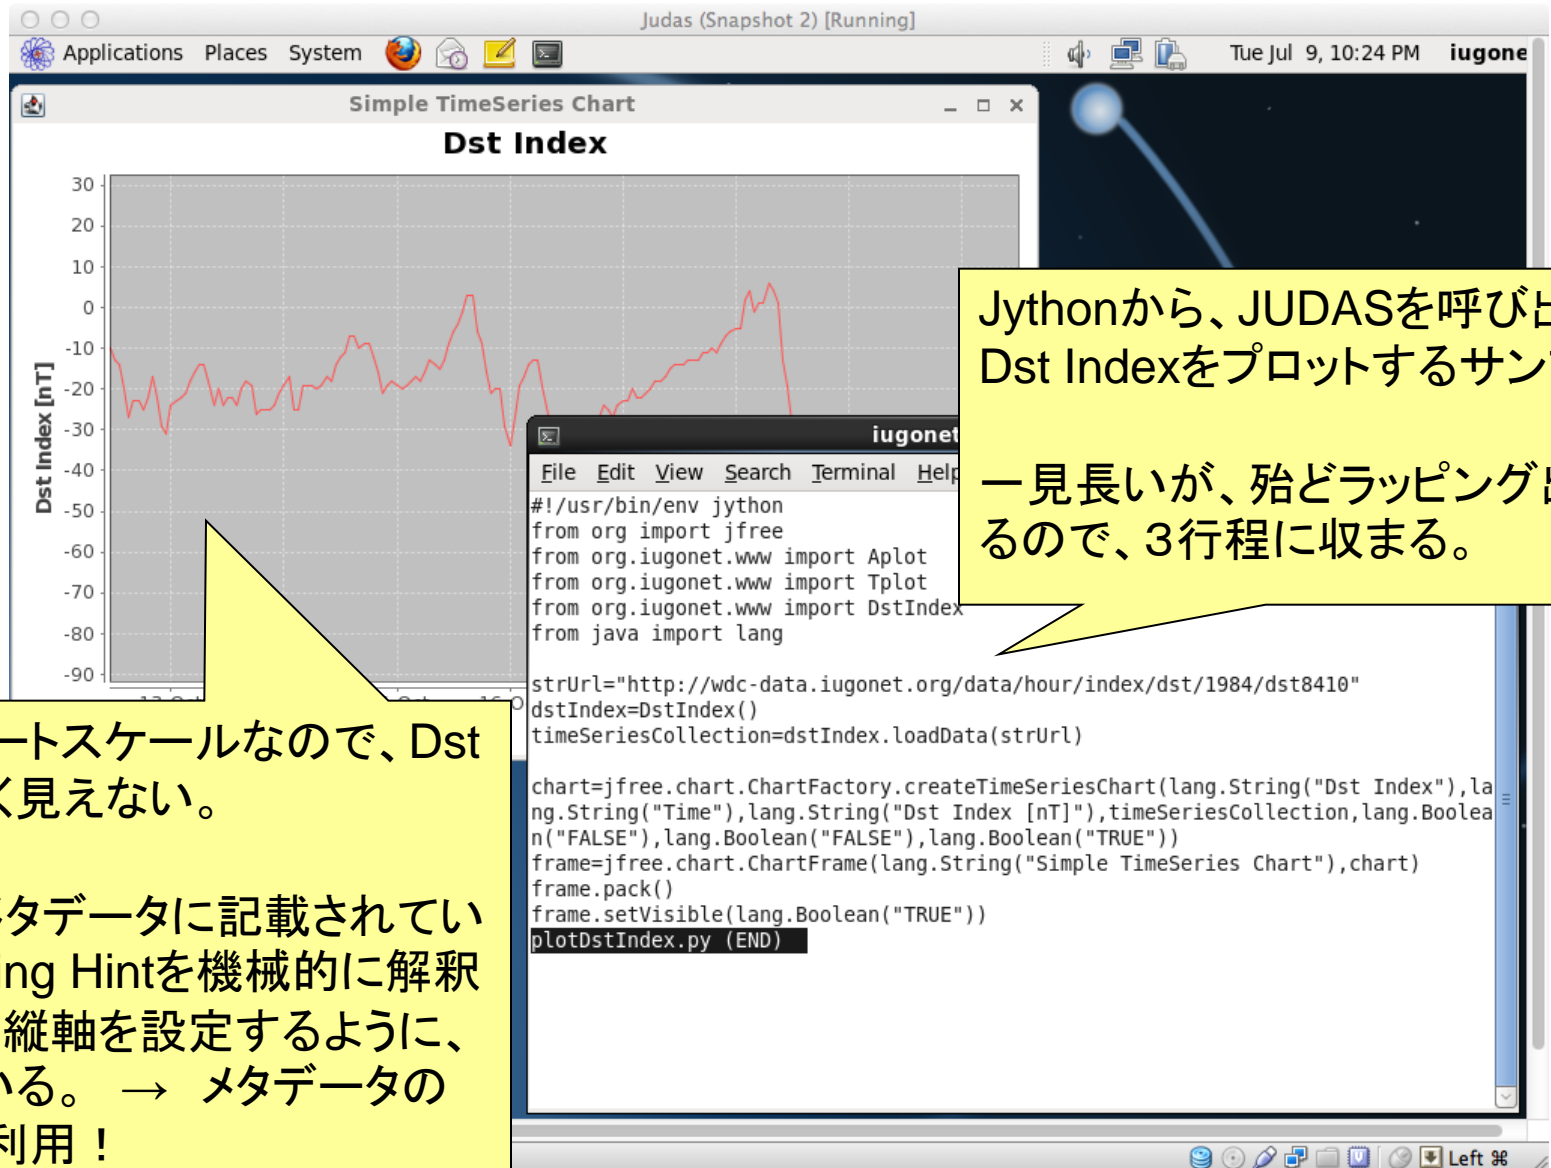 Judas (Snapshot 2) [Running]
Applications Places System
Tue Jul 9, 10:24 PM iugone
Simple TimeSeries Chart
Dst Index
30
20
10
0
-10
-20
-30
-40
-50
-60
-70
-80
-90
Dst Index [nT]
Jythonから、JUDASを呼び
Dst Indexをプロットするサン
一見長いが、殆どラッピング
るので、３行程に収まる。
iugonet
File Edit View Search Terminal Help
#!/usr/bin/env jython
from org import jfree
from org.iugonet.www import Aplot
from org.iugonet.www import Tplot
from org.iugonet.www import DstIndex
from java import lang
strUrl="http://wdc-data.iugonet.org/data/hour/index/dst/1984/dst8410"
dstIndex=DstIndex()
timeSeriesCollection=dstIndex.loadData(strUrl)
chart=jfree.chart.ChartFactory.createTimeSeriesChart(lang.String("Dst Index"),la
ng.String("Time"),lang.String("Dst Index [nT]"),timeSeriesCollection,lang.Boolea
n("FALSE"),lang.Boolean("FALSE"),lang.Boolean("TRUE"))
frame=jfree.chart.ChartFrame(lang.String("Simple TimeSeries Chart"),chart)
frame.pack()
frame.setVisible(lang.Boolean("TRUE"))
plotDstIndex.py (END)
ートスケールなので、Dst
く見えない。
メタデータに記載されてい
ing Hintを機械的に解釈
縦軸を設定するように、
いる。 → メタデータの
利用！
Left ⌘